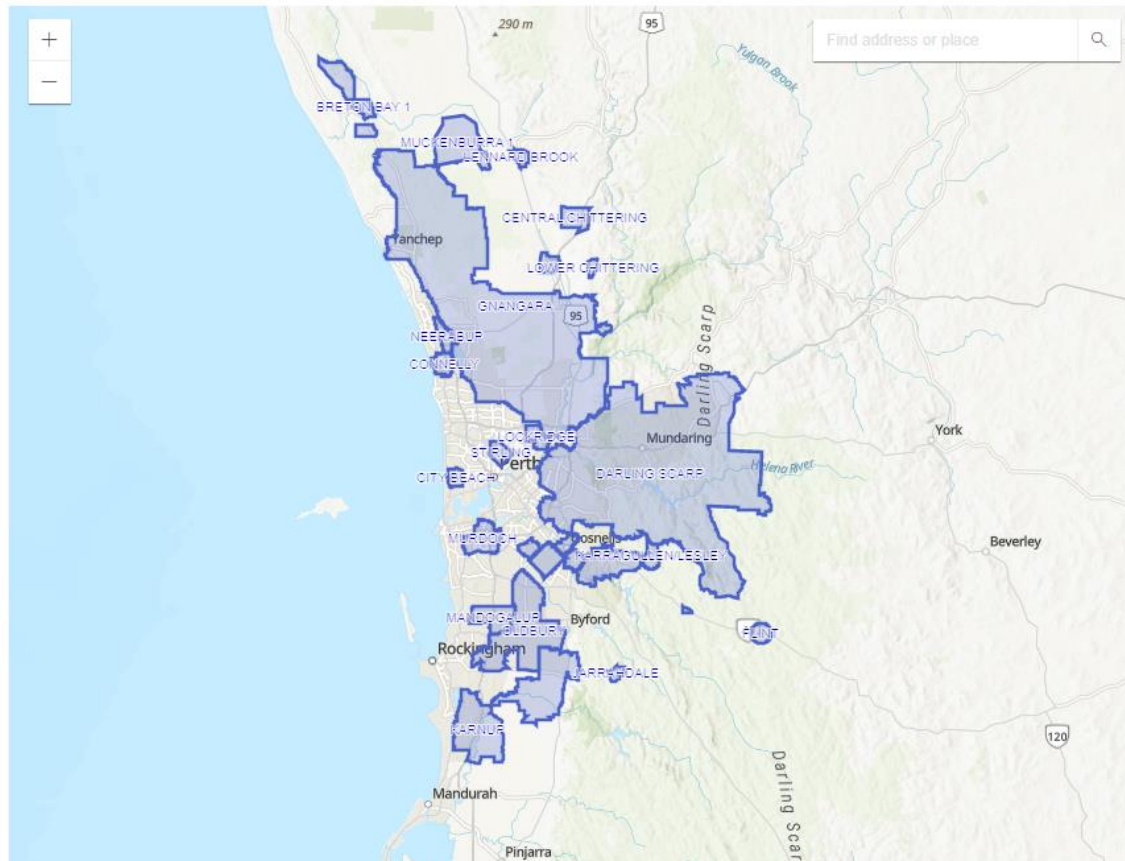 +
−
290 m
95
Find address or place
Yulgan Brook
BRETON BAY 1
MUCKENBURRA 1
LENNARD BROOK
CENTRAL CHITTERING
Yanchep
LOWER CHITTERING
GNANGARA
95
NEERABUP
CONNELLY
Darling Scarp
LOCKRIDGE
Mundaring
York
STIRLING
Perth
DARLING SCARP
Helena River
CITY BEACH
MURDOCH
Gosnells
KARRAGULLEN/LESLEY
Beverley
MANDOGALUP
Byford
OLDBURY
FLINT
Rockingham
JARRAHDALE
KARNUP
120
Darling Scar
Mandurah
Pinjarra